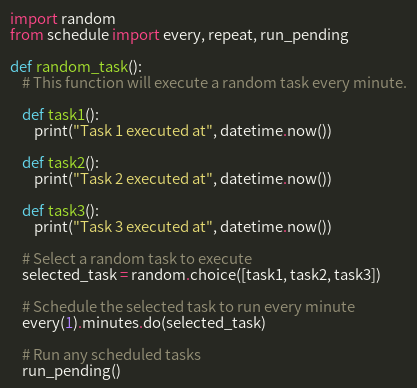 import random
from schedule import every, repeat, run_pending
def random_task():
# This function will execute a random task every minute.
def task1():
print("Task 1 executed at", datetime.now())
def task2():
print("Task 2 executed at", datetime.now())
def task3():
print("Task 3 executed at", datetime.now())
# Select a random task to execute
selected_task = random.choice([task1, task2, task3])
# Schedule the selected task to run every minute
every(1).minutes.do(selected_task)
# Run any scheduled tasks
run_pending()